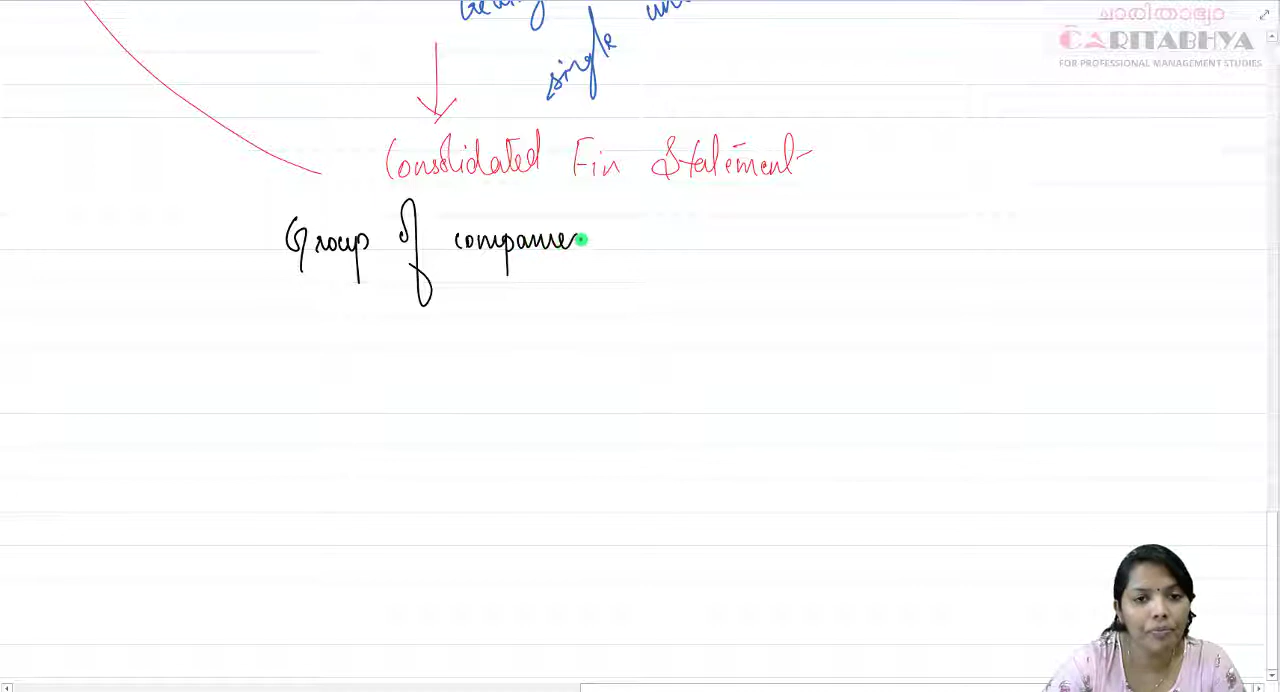 single
ചാരിതാഭ്യാ
CARITABHYA
FOR PROFESSIONAL MANAGEMENT STUDIES
Consolidated Fin Statement
Group of companies